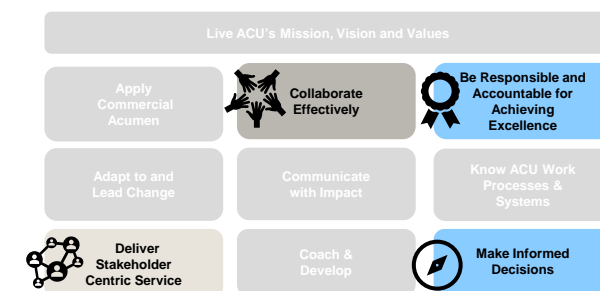 Live ACU's Mission, Vision and Values
Apply
Commercial
Acumen
Collaborate
Effectively
Be Responsible and
Accountable for
Achieving
Excellence
Adapt to and
Lead Change
Communicate
with Impact
Know ACU Work
Processes &
Systems
Deliver
Stakeholder
Centric Service
Coach &
Develop
Make Informed
Decisions